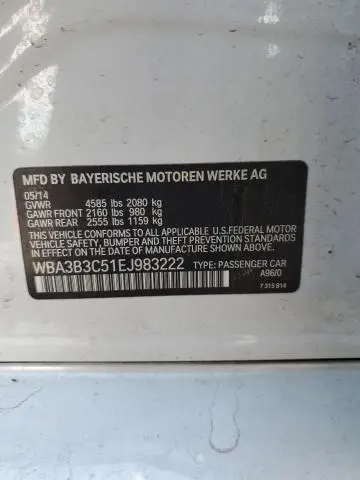 MFD BY BAYERISCHE MOTOREN WERKE AG
05/14
GVWR 4585 lbs 2080 kg
GAWR FRONT 2160 lbs 980 kg
GAWR REAR 2555 lbs 1159 kg
THIS VEHICLE CONFORMS TO ALL APPLICABLE U.S.FEDERAL MOTOR
VEHICLE SAFETY, BUMPER, AND THEFT PREVENTION STANDARDS
IN EFFECT ON THE DATE OF MANUFACTURE SHOWN ABOVE.
WBA3B3C51EJ983222 TYPE: PASSENGER CAR
A96/0
7 315 814